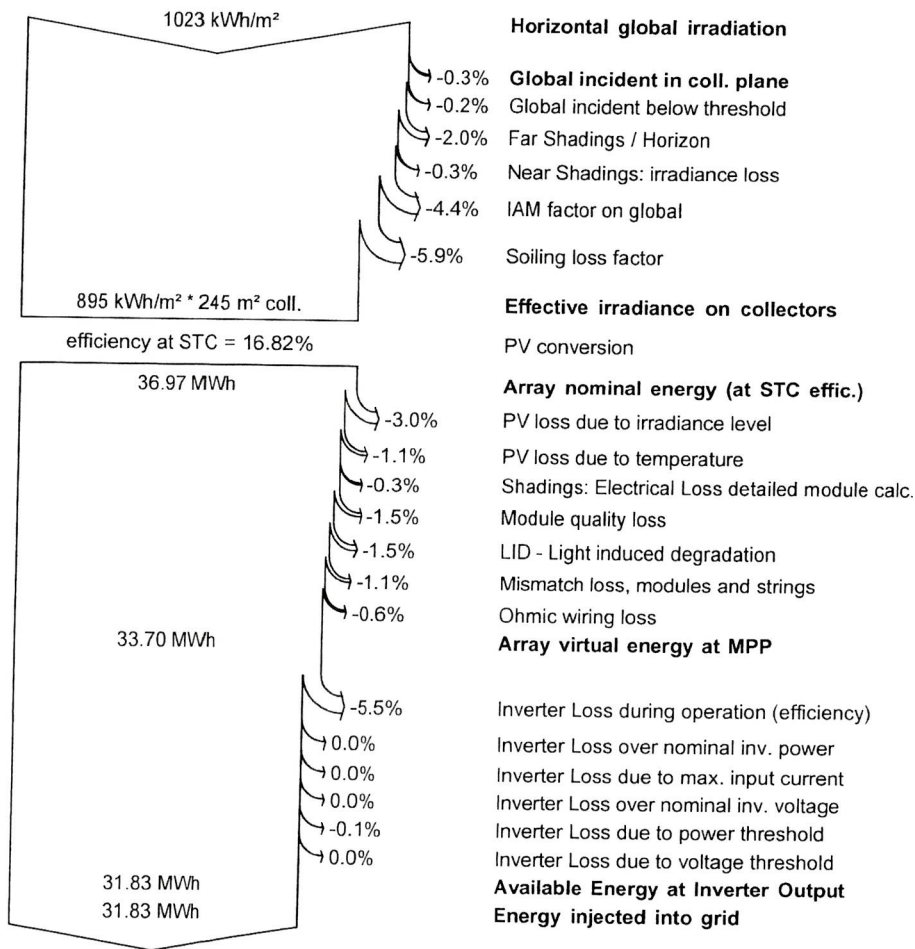 1023 kWh/m² Horizontal global irradiation
-0.3% Global incident in coll. plane
-0.2% Global incident below threshold
-2.0% Far Shadings / Horizon
-0.3% Near Shadings: irradiance loss
-4.4% IAM factor on global
-5.9% Soiling loss factor
895 kWh/m² * 245 m² coll. Effective irradiance on collectors
efficiency at STC = 16.82% PV conversion
36.97 MWh Array nominal energy (at STC effic.)
-3.0% PV loss due to irradiance level
-1.1% PV loss due to temperature
-0.3% Shadings: Electrical Loss detailed module calc.
-1.5% Module quality loss
-1.5% LID - Light induced degradation
-1.1% Mismatch loss, modules and strings
-0.6% Ohmic wiring loss
33.70 MWh Array virtual energy at MPP
-5.5% Inverter Loss during operation (efficiency)
0.0% Inverter Loss over nominal inv. power
0.0% Inverter Loss due to max. input current
0.0% Inverter Loss over nominal inv. voltage
-0.1% Inverter Loss due to power threshold
0.0% Inverter Loss due to voltage threshold
31.83 MWh Available Energy at Inverter Output
31.83 MWh Energy injected into grid